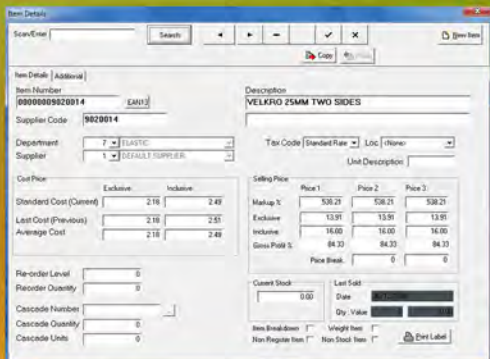 Item Details
Scan/Enter Search New Item
Copy
Item Details Additional
Item Number Description
00000009020014 EAN13 VELKRO 25MM TWO SIDES
Supplier Code 9020014
Department 7 ELASTIC Tax Code Standard Rate Loc <None>
Supplier 1 DEFAULT SUPPLIER Unit Description
Cost Price Selling Price
Exclusive Inclusive Price 1 Price 2 Price 3
Markup % 538.21 538.21 538.21
Standard Cost (Current) 2.18 2.49
Exclusive 13.91 13.91 13.91
Last Cost (Previous) 2.18 2.51
Inclusive 16.00 16.00 16.00
Average Cost 2.18 2.49
Gross Profit % 84.33 84.33 84.33
Price Break 0 0
Re-order Level 0
Reorder Quantity 0
Current Stock Last Sold
0.00 Date
Qty Value
Cascade Number
Cascade Quantity 0
Cascade Units 0
Item Breakdown Weight Item
Non Register Item Non Stock Item
Print Label